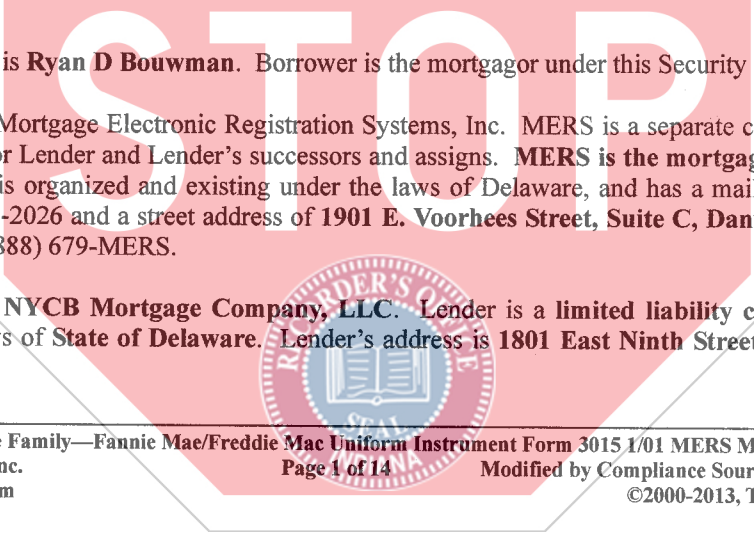 STOP
is Ryan D Bouwman. Borrower is the mortgagor under this Security
Mortgage Electronic Registration Systems, Inc. MERS is a separate c
r Lender and Lender's successors and assigns. MERS is the mortgag
is organized and existing under the laws of Delaware, and has a mai
-2026 and a street address of 1901 E. Voorhees Street, Suite C, Dan
388) 679-MERS.
NYCB Mortgage Company, LLC. Lender is a limited liability c
s of State of Delaware. Lender's address is 1801 East Ninth Street
RECORDER'S OFFICE
SEAL
INDIANA
e Family—Fannie Mae/Freddie Mac Uniform Instrument Form 3015 1/01 MERS M
nc. Page 1 of 14 Modified by Compliance Sour
m ©2000-2013, T